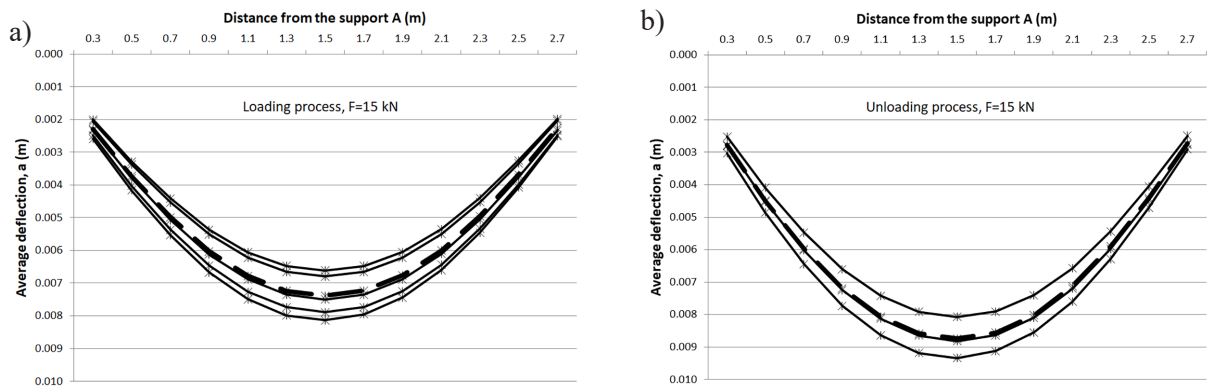 a)
Distance from the support A (m)
0.3 0.5 0.7 0.9 1.1 1.3 1.5 1.7 1.9 2.1 2.3 2.5 2.7
0.000
0.001
0.002
0.003
0.004
0.005
0.006
0.007
0.008
0.009
0.010
Average deflection, a (m)
Loading process, F=15 kN
b)
Distance from the support A (m)
0.3 0.5 0.7 0.9 1.1 1.3 1.5 1.7 1.9 2.1 2.3 2.5 2.7
0.000
0.001
0.002
0.003
0.004
0.005
0.006
0.007
0.008
0.009
0.010
Average deflection, a (m)
Unloading process, F=15 kN